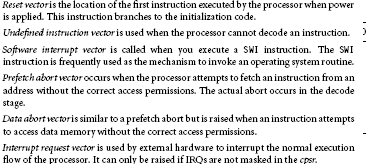 Reset vector is the location of the first instruction executed by the processor when power
is applied. This instruction branches to the initialization code.
Undefined instruction vector is used when the processor cannot decode an instruction.
Software interrupt vector is called when you execute a SWI instruction. The SWI
instruction is frequently used as the mechanism to invoke an operating system routine.
Prefetch abort vector occurs when the processor attempts to fetch an instruction from an
address without the correct access permissions. The actual abort occurs in the decode
stage.
Data abort vector is similar to a prefetch abort but is raised when an instruction attempts
to access data memory without the correct access permissions.
Interrupt request vector is used by external hardware to interrupt the normal execution
flow of the processor. It can only be raised if IRQs are not masked in the cpsr.